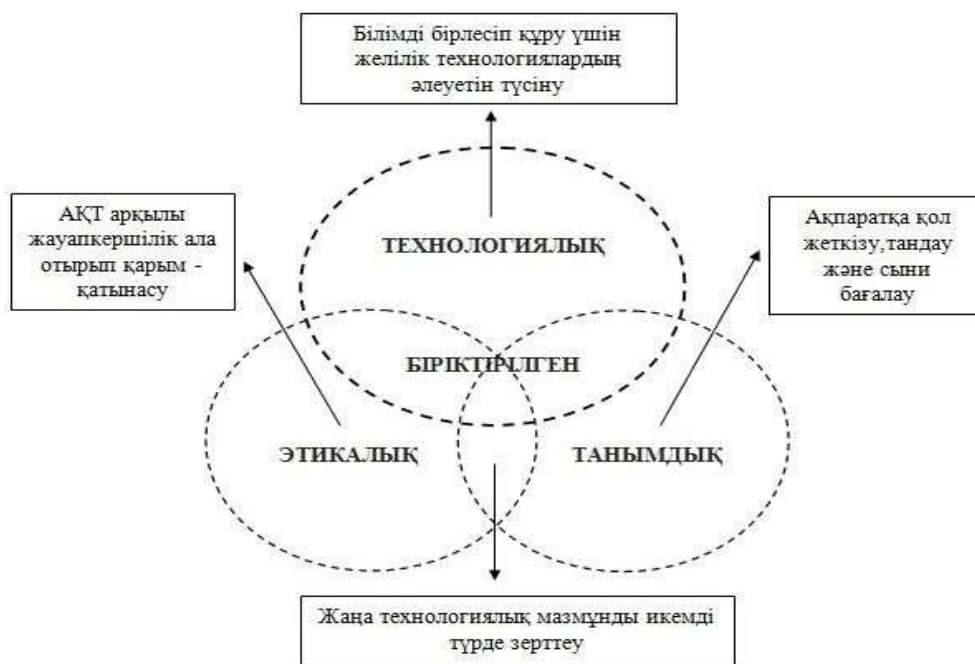 Білімді бірлесіп құру үшін
желілік технологиялардың
әлеуетін түсіну
АҚТ арқылы
жауапкершілік ала
отырып қарым -
қатынасу
ТЕХНОЛОГИЯЛЫҚ
Ақпаратқа қол
жеткізу,тандау
және сыни
бағалау
БІРІКТІРІЛГЕН
ЭТИКАЛЫҚ
ТАНЫМДЫҚ
Жаңа технологиялық мазмұнды икемді
түрде зерттеу